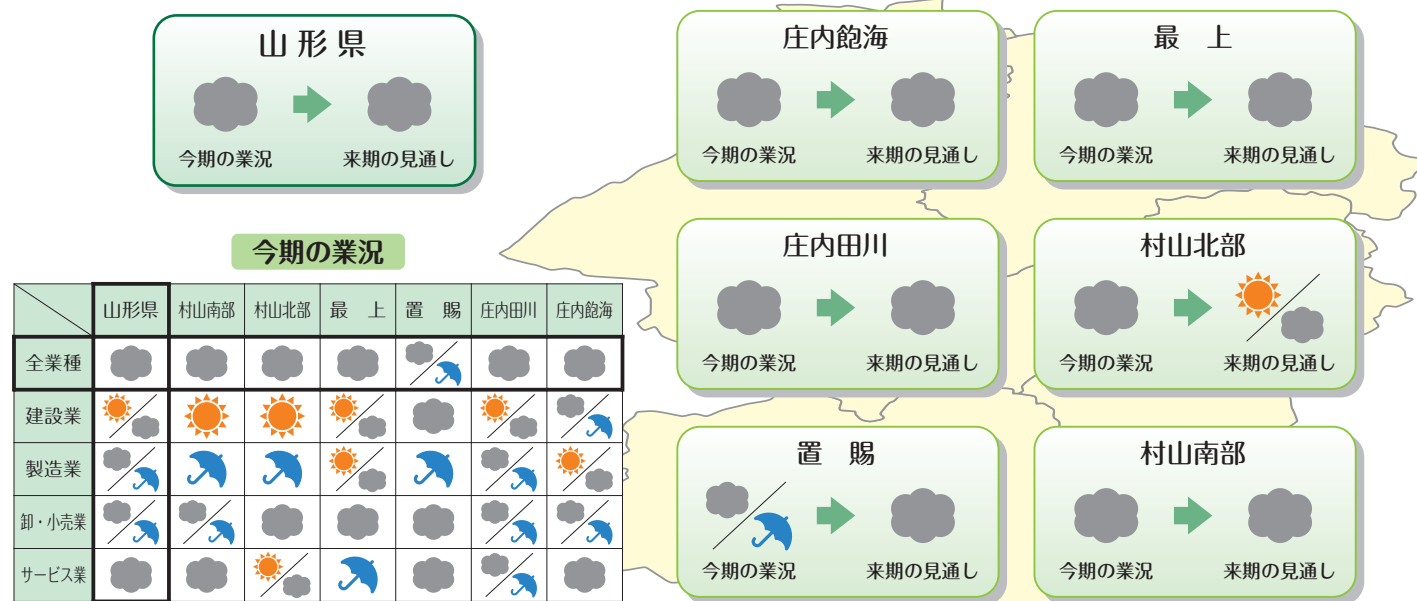 山形県
今期の業況 来期の見通し
庄内飽海
今期の業況 来期の見通し
最 上
今期の業況 来期の見通し
庄内田川
今期の業況 来期の見通し
村山北部
今期の業況 来期の見通し
置 賜
今期の業況 来期の見通し
村山南部
今期の業況 来期の見通し
今期の業況
山形県 村山南部 村山北部 最 上 置 賜 庄内田川 庄内飽海
全業種
建設業
製造業
卸・小売業
サービス業